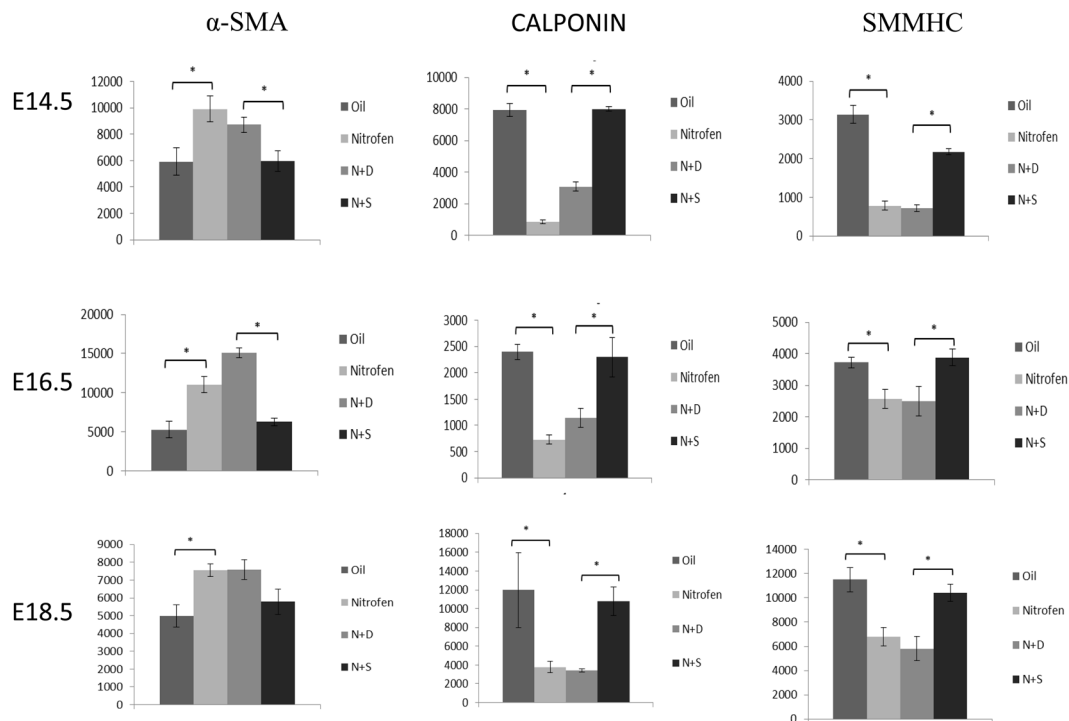 α-SMA CALPONIN SMMHC
E14.5
12000
10000
8000
6000
4000
2000
0
* *
Oil
Nitrofen
N+D
N+S
10000
8000
6000
4000
2000
0
* *
Oil
Nitrofen
N+D
N+S
4000
3000
2000
1000
0
* *
Oil
Nitrofen
N+D
N+S
E16.5
20000
15000
10000
5000
0
* *
Oil
Nitrofen
N+D
N+S
3000
2500
2000
1500
1000
500
0
* *
Oil
Nitrofen
N+D
N+S
5000
4000
3000
2000
1000
0
* *
Oil
Nitrofen
N+D
N+S
E18.5
9000
8000
7000
6000
5000
4000
3000
2000
1000
0
*
Oil
Nitrofen
N+D
N+S
18000
16000
14000
12000
10000
8000
6000
4000
2000
0
* *
Oil
Nitrofen
N+D
N+S
14000
12000
10000
8000
6000
4000
2000
0
* *
Oil
Nitrofen
N+D
N+S